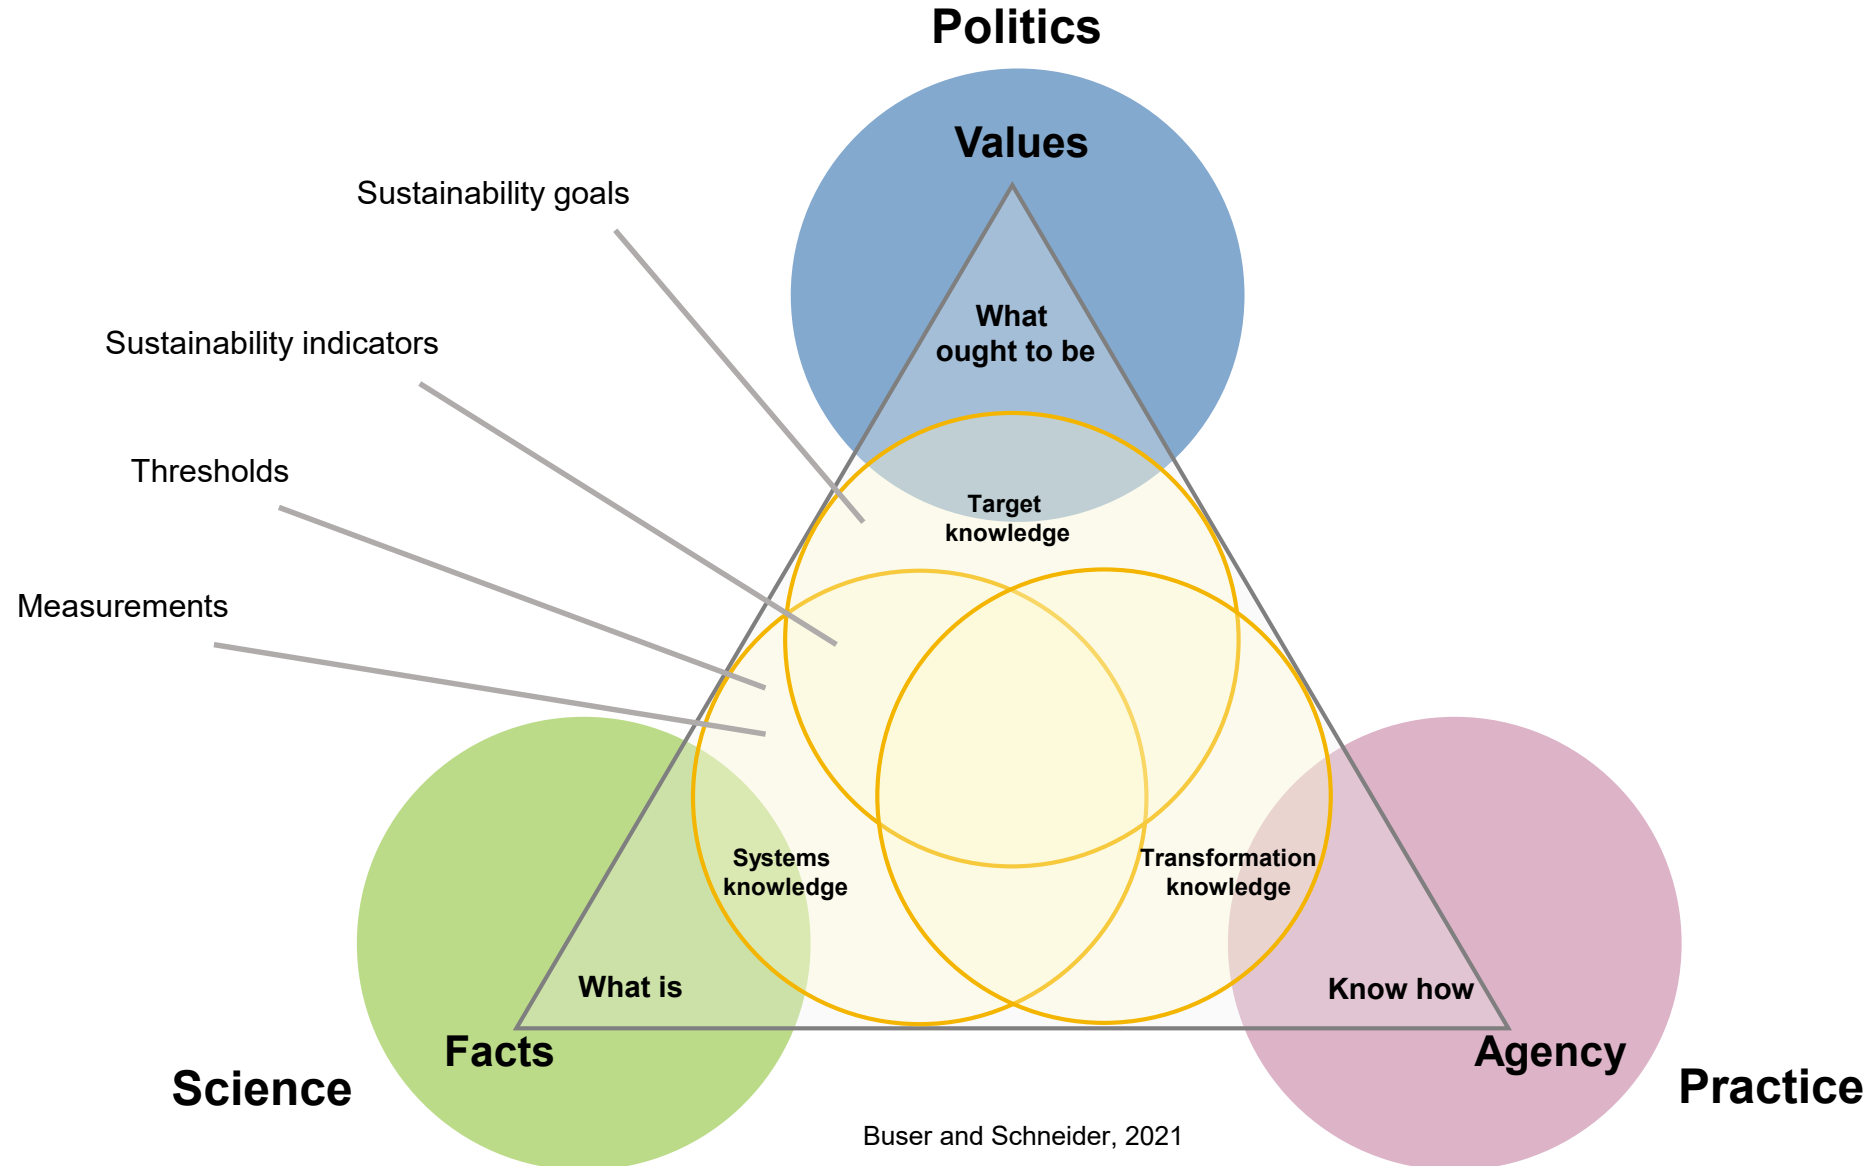 Politics
Values
Sustainability goals
What
ought to be
Sustainability indicators
Thresholds
Target
knowledge
Measurements
Systems
knowledge
Transformation
knowledge
What is
Know how
Facts
Agency
Science
Practice
Buser and Schneider, 2021